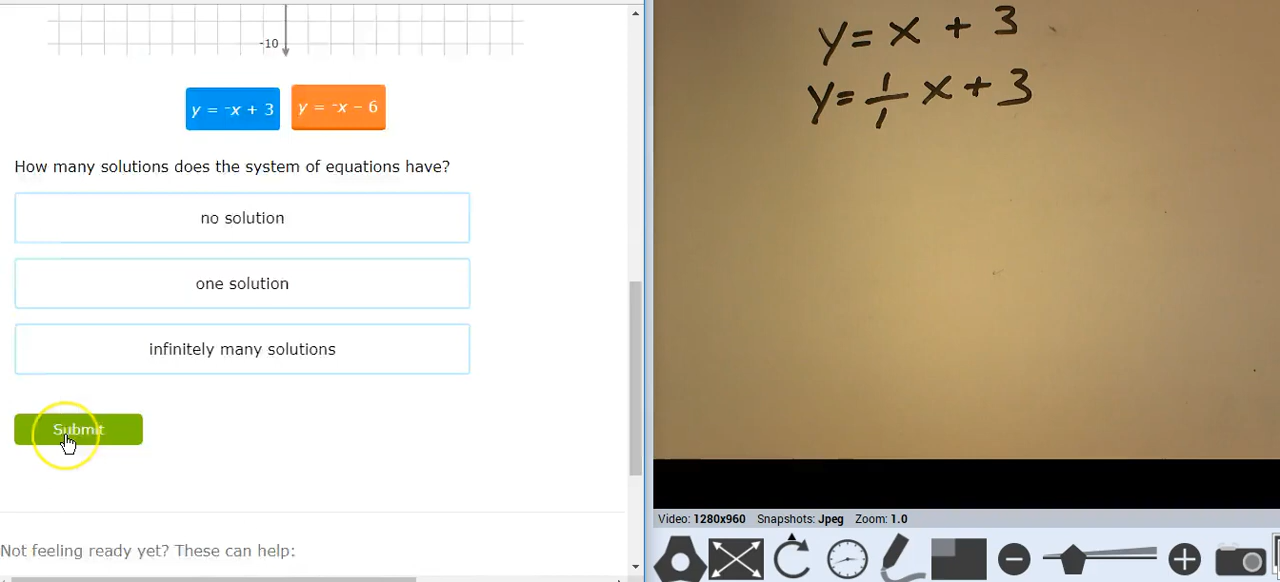 -10
y = ⁻x + 3
y = ⁻x − 6
How many solutions does the system of equations have?
no solution
one solution
infinitely many solutions
Submit
Not feeling ready yet? These can help:
y = x + 3
y = 1/1 x + 3
Video: 1280x960 Snapshots: Jpeg Zoom: 1.0